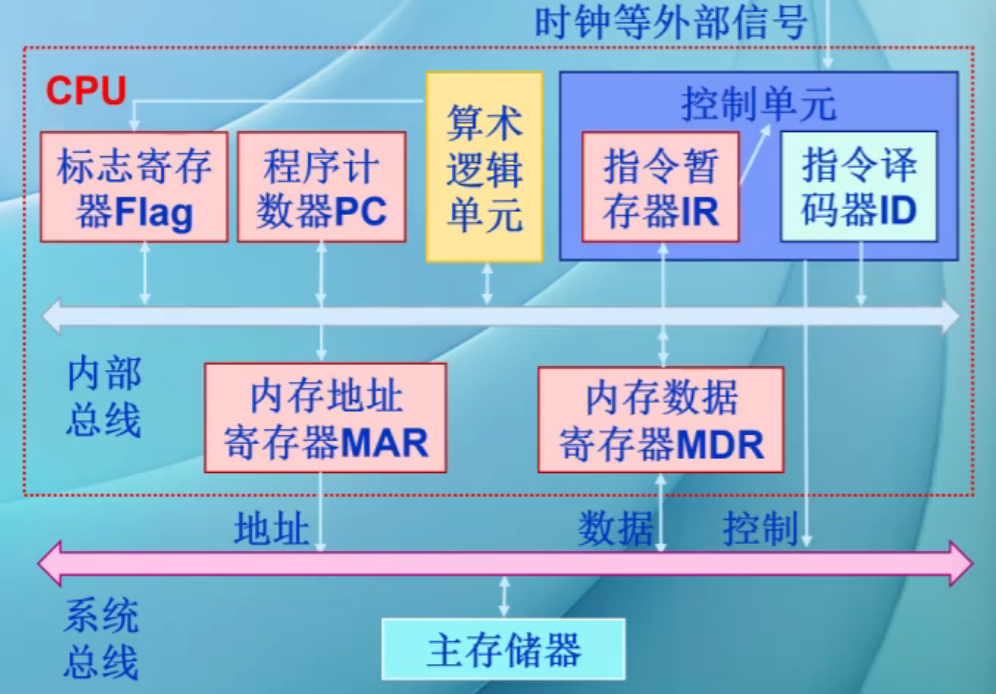 时钟等外部信号
CPU
控制单元
标志寄存
器Flag
程序计
数器PC
算术
逻辑
单元
指令暂
存器IR
指令译
码器ID
内部
总线
内存地址
寄存器MAR
内存数据
寄存器MDR
地址
数据
控制
系统
总线
主存储器